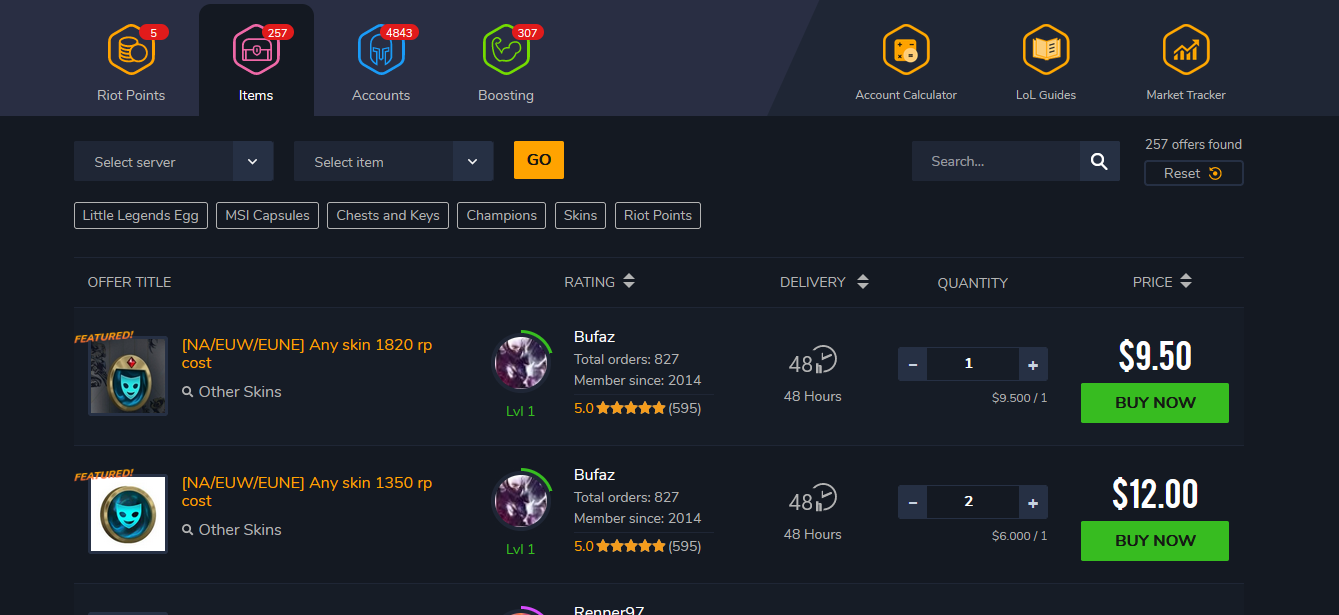 5
257
4843
307
Riot Points
Items
Accounts
Boosting
Account Calculator
LoL Guides
Market Tracker
Select server
Select item
GO
Search...
257 offers found
Reset
Little Legends Egg
MSI Capsules
Chests and Keys
Champions
Skins
Riot Points
OFFER TITLE
RATING
DELIVERY
QUANTITY
PRICE
FEATURED!
[NA/EUW/EUNE] Any skin 1820 rp
cost
Other Skins
Lvl 1
Bufaz
Total orders: 827
Member since: 2014
5.0 ★★★★★ (595)
48
48 Hours
– 1 +
$9.500 / 1
$9.50
BUY NOW
FEATURED!
[NA/EUW/EUNE] Any skin 1350 rp
cost
Other Skins
Lvl 1
Bufaz
Total orders: 827
Member since: 2014
5.0 ★★★★★ (595)
48
48 Hours
– 2 +
$6.000 / 1
$12.00
BUY NOW
Renner97